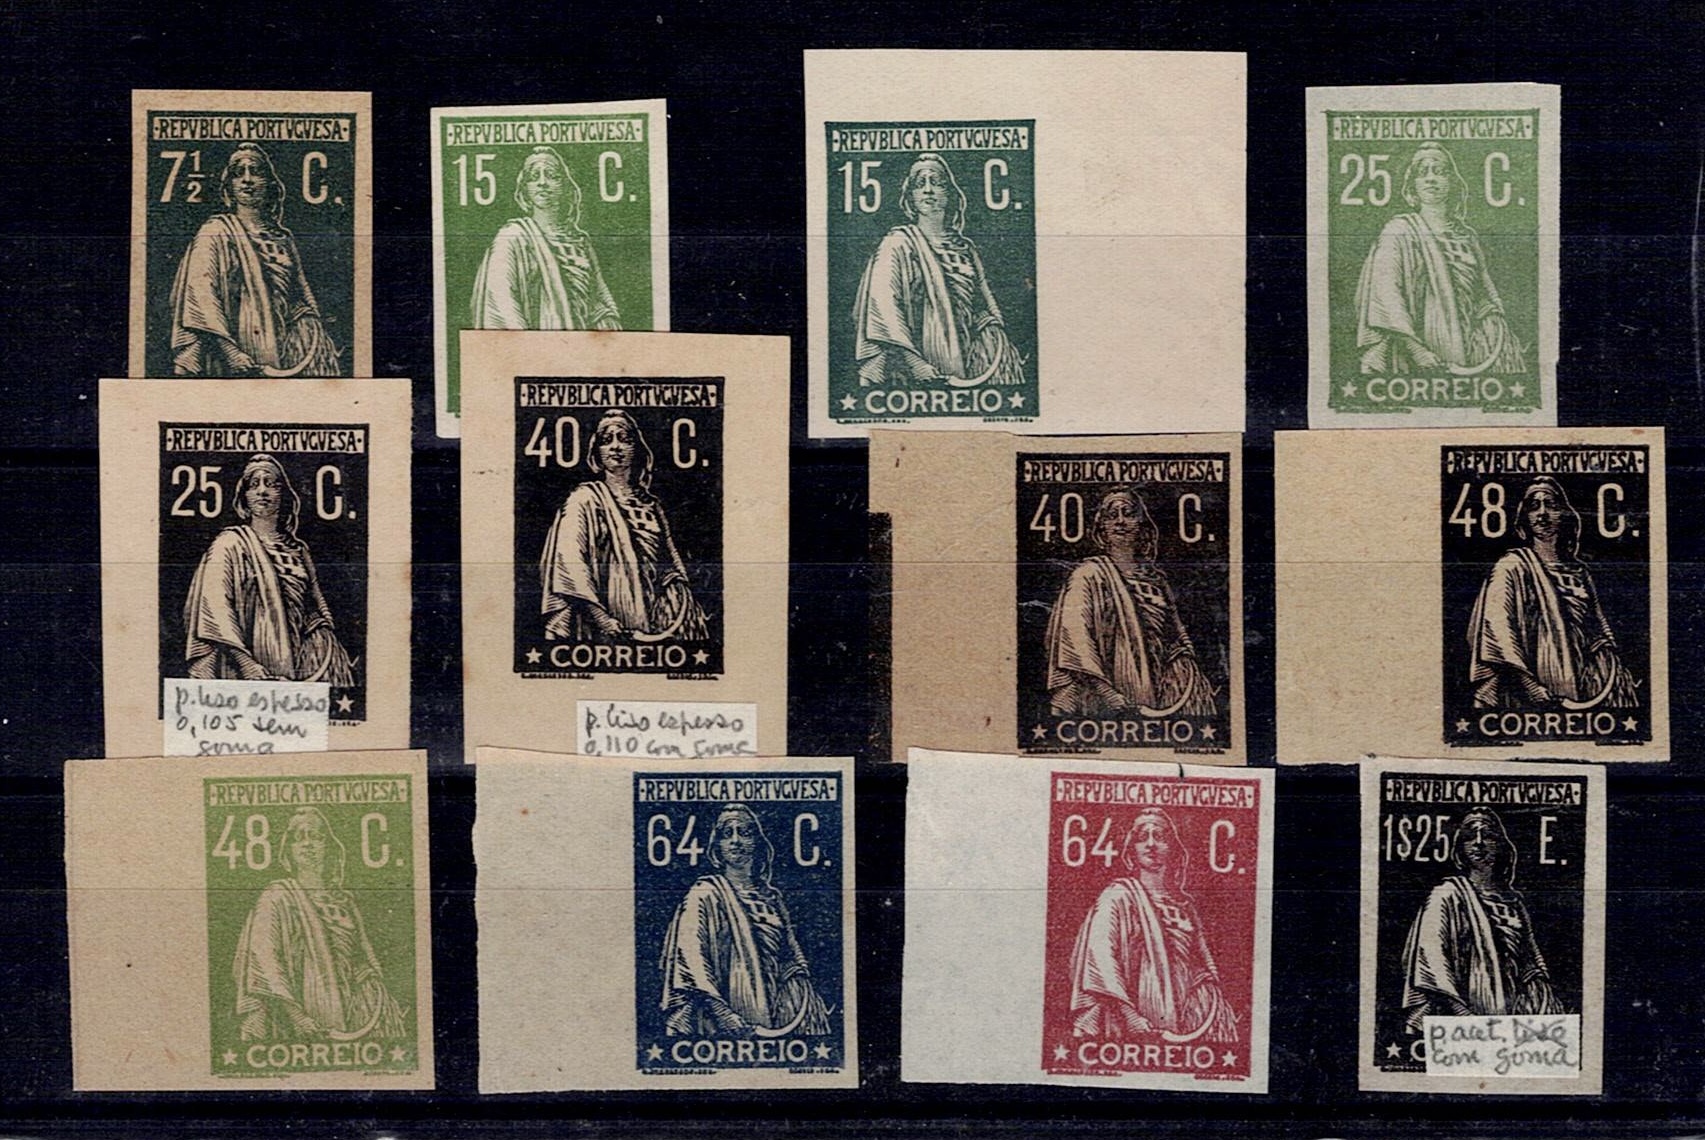 ·REPVBLICA PORTVGVESA·
7½ C.
·REPVBLICA PORTVGVESA·
15 C.
·REPVBLICA PORTVGVESA·
15 C.
★ CORREIO ★
·REPVBLICA PORTVGVESA·
25 C.
★ CORREIO ★
·REPVBLICA PORTVGVESA·
25 C.
★
p. liso espesso
0,105 sem
goma
·REPVBLICA PORTVGVESA·
40 C.
★ CORREIO ★
p. liso espesso
0,110 com goma
·REPVBLICA PORTVGVESA·
40 C.
★ CORREIO ★
·REPVBLICA PORTVGVESA·
48 C.
★ CORREIO ★
·REPVBLICA PORTVGVESA·
48 C.
★ CORREIO ★
·REPVBLICA PORTVGVESA·
64 C.
★ CORREIO ★
·REPVBLICA PORTVGVESA·
64 C.
★ CORREIO ★
·REPVBLICA PORTVGVESA·
1$25 E.
★ C
p. acet. liso
com goma